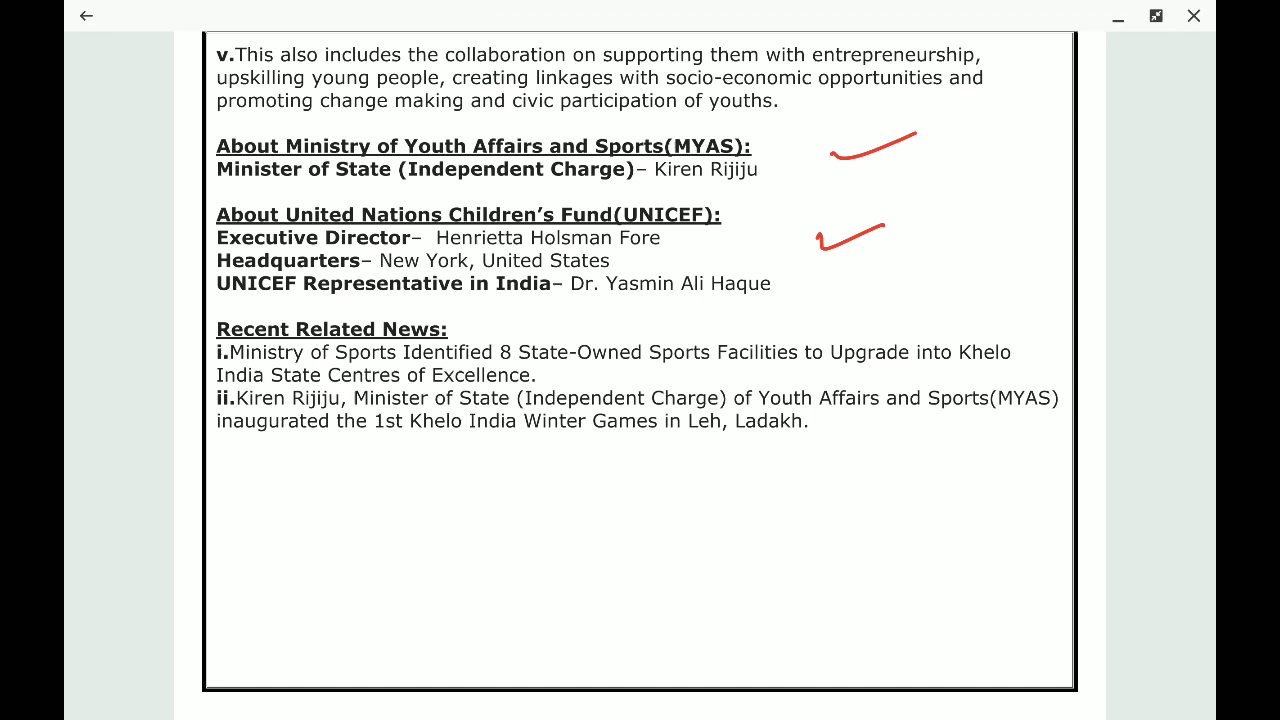 v.This also includes the collaboration on supporting them with entrepreneurship,
upskilling young people, creating linkages with socio-economic opportunities and
promoting change making and civic participation of youths.
About Ministry of Youth Affairs and Sports(MYAS):
Minister of State (Independent Charge)– Kiren Rijiju
About United Nations Children’s Fund(UNICEF):
Executive Director–  Henrietta Holsman Fore
Headquarters– New York, United States
UNICEF Representative in India– Dr. Yasmin Ali Haque
Recent Related News:
i.Ministry of Sports Identified 8 State-Owned Sports Facilities to Upgrade into Khelo
India State Centres of Excellence.
ii.Kiren Rijiju, Minister of State (Independent Charge) of Youth Affairs and Sports(MYAS)
inaugurated the 1st Khelo India Winter Games in Leh, Ladakh.